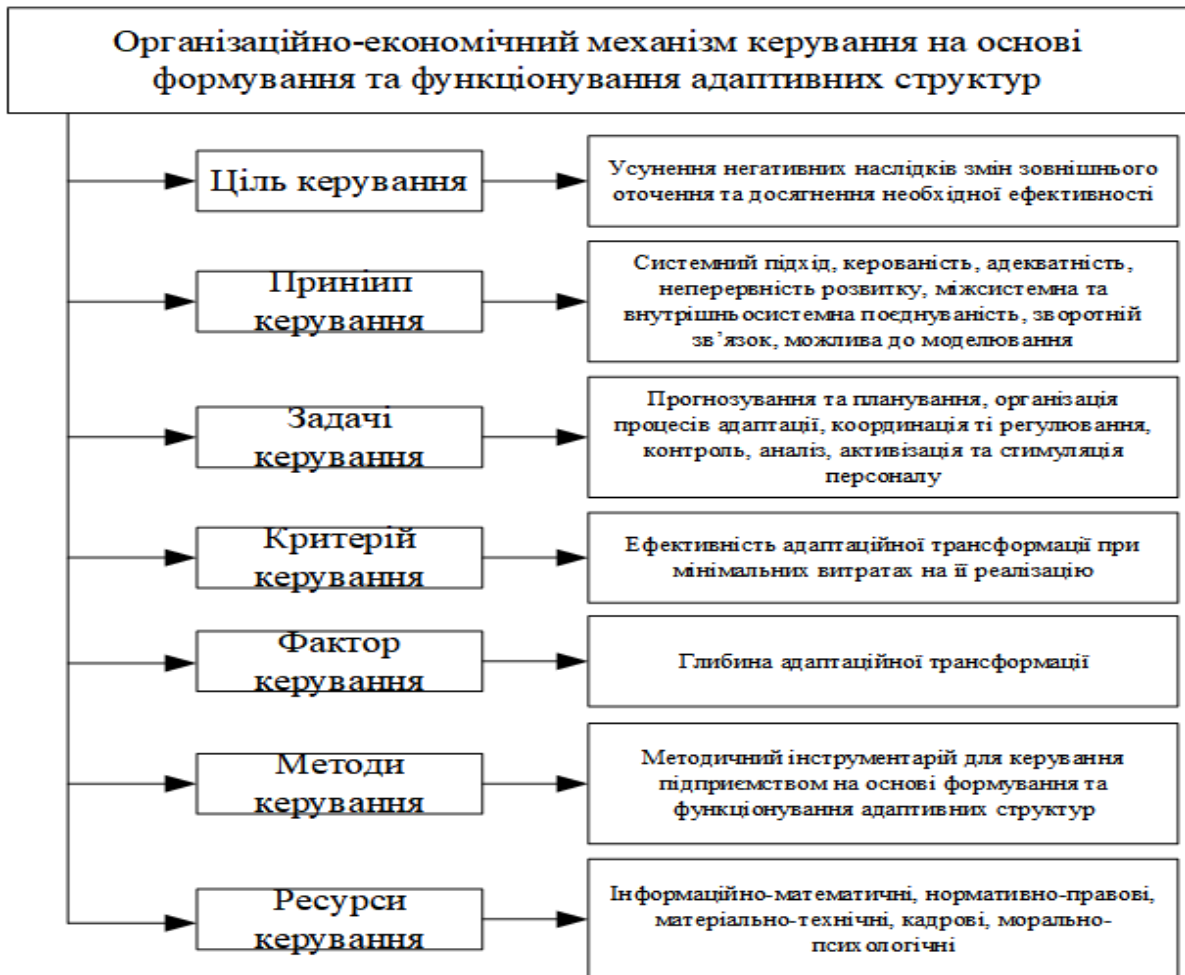 Організаційно-економічний механізм керування на основі
формування та функціонування адаптивних структур
Ціль керування
Усунення негативних наслідків змін зовнішнього
оточення та досягнення необхідної ефективності
Приніип
керування
Системний підхід, керованість, адекватність,
неперервність розвитку, міжсистемна та
внутрішньосистемна поєднуваність, зворотній
зв’язок, можлива до моделювання
Задачі
керування
Прогнозування та планування, організація
процесів адаптації, координація ті регулювання,
контроль, аналіз, активізація та стимуляція
персоналу
Критерій
керування
Ефективність адаптаційної трансформації при
мінімальних витратах на її реалізацію
Фактор
керування
Глибина адаптаційної трансформації
Методи
керування
Методичний інструментарій для керування
підприємством на основі формування та
функціонування адаптивних структур
Ресурси
керування
Інформаційно-математичні, нормативно-правові,
матеріально-технічні, кадрові, морально-
психологічні